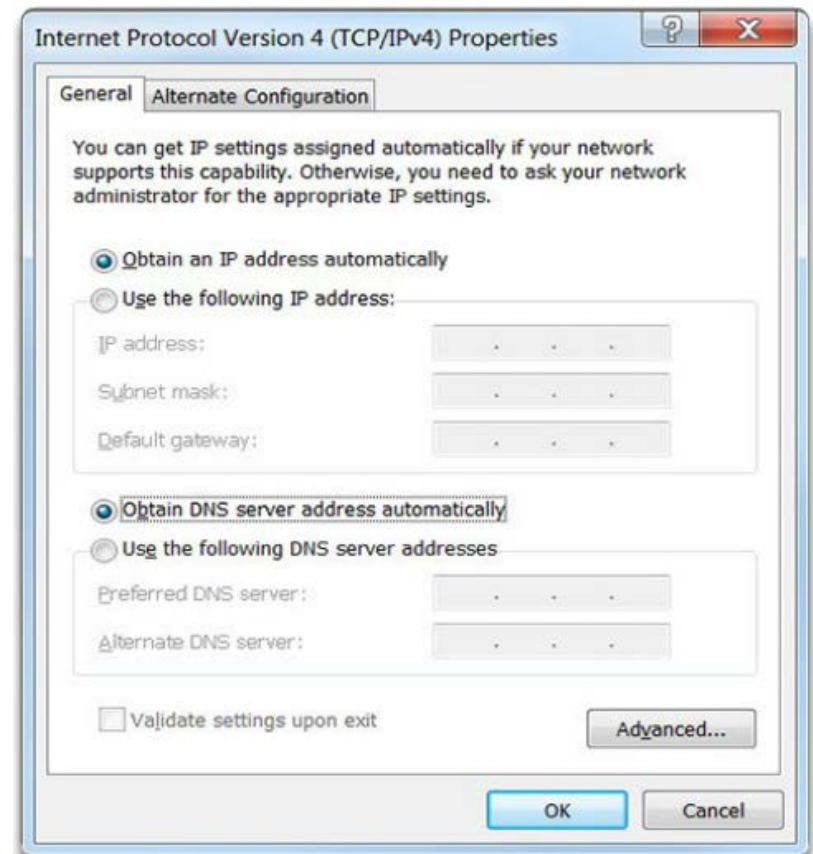 Internet Protocol Version 4 (TCP/IPv4) Properties
General
Alternate Configuration
You can get IP settings assigned automatically if your network
supports this capability. Otherwise, you need to ask your network
administrator for the appropriate IP settings.
Obtain an IP address automatically
Use the following IP address:
IP address:
Subnet mask:
Default gateway:
Obtain DNS server address automatically
Use the following DNS server addresses
Preferred DNS server:
Alternate DNS server:
Validate settings upon exit
Advanced...
OK
Cancel